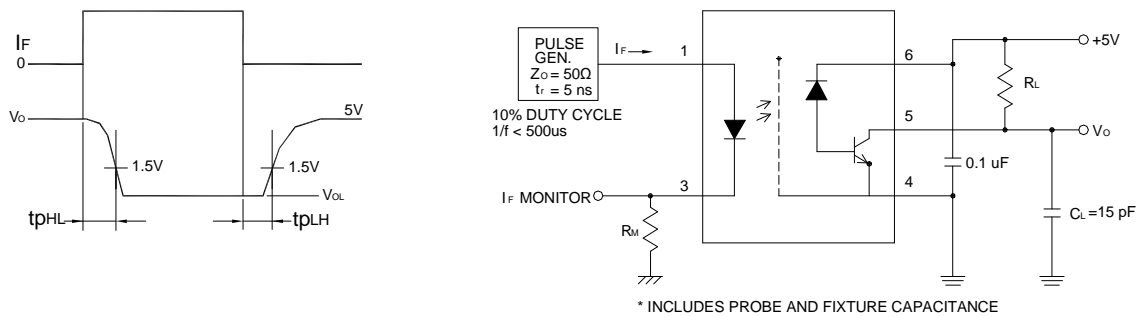 IF
0
VO
5V
1.5V
1.5V
VOL
tpHL
tpLH
PULSE
GEN.
ZO = 50Ω
tr = 5 ns
10% DUTY CYCLE
1/f < 500us
IF
1
6
+5V
RL
5
VO
0.1 uF
IF MONITOR
3
4
RM
CL =15 pF
* INCLUDES PROBE AND FIXTURE CAPACITANCE